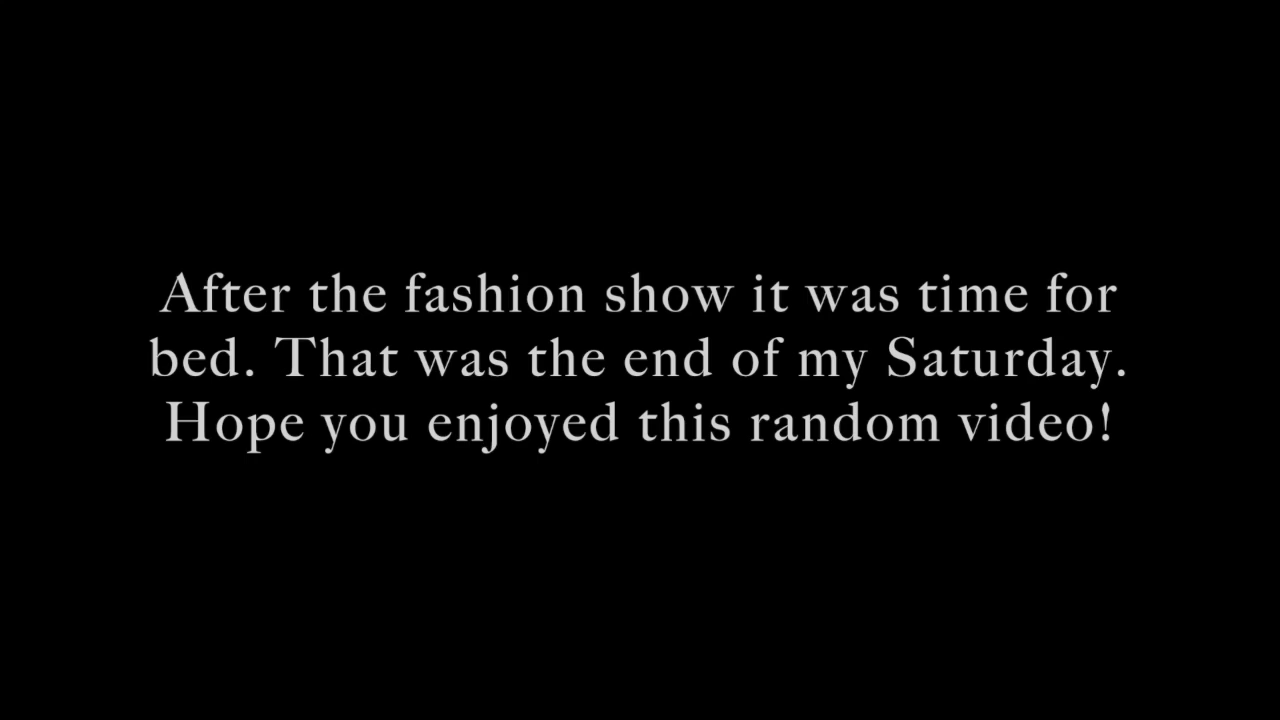 After the fashion show it was time for
bed. That was the end of my Saturday.
Hope you enjoyed this random video!